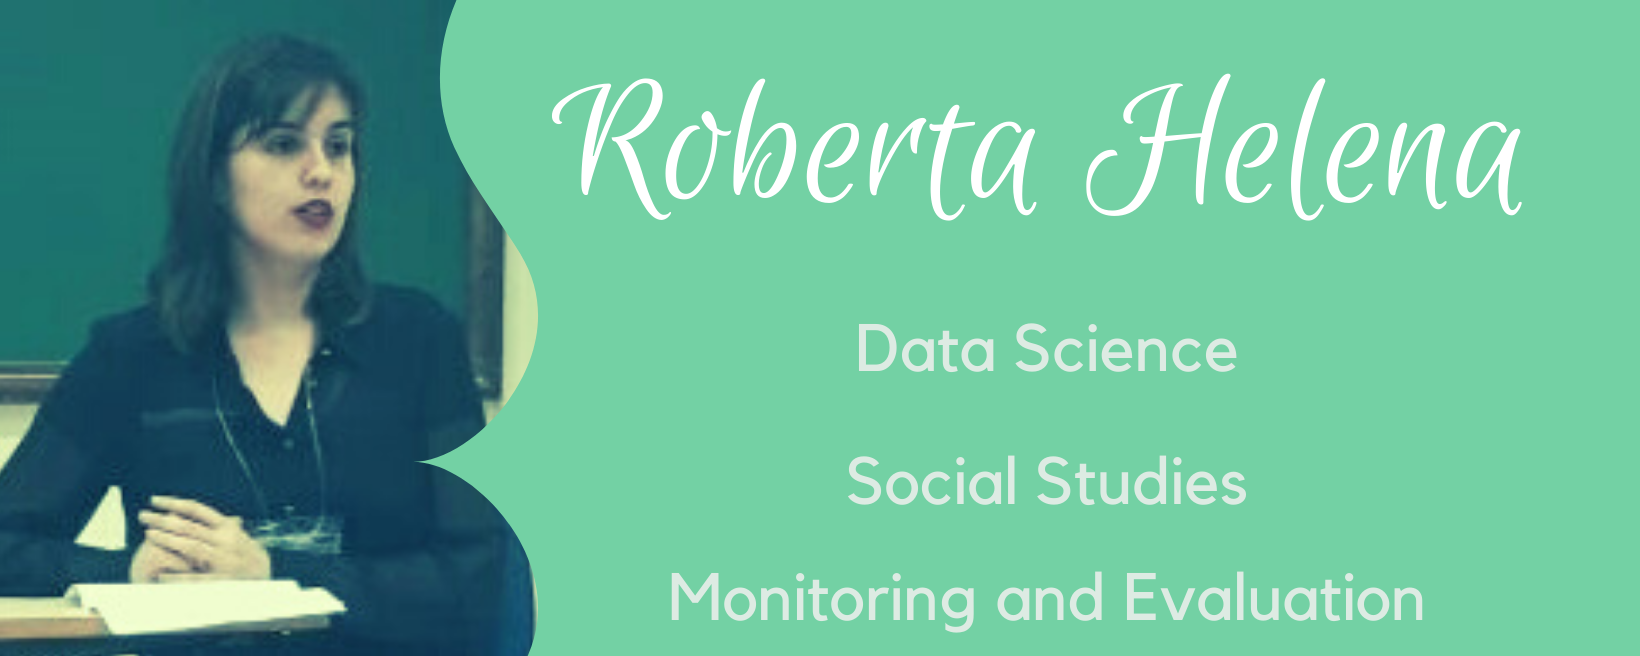 Roberta Helena
Data Science
Social Studies
Monitoring and Evaluation